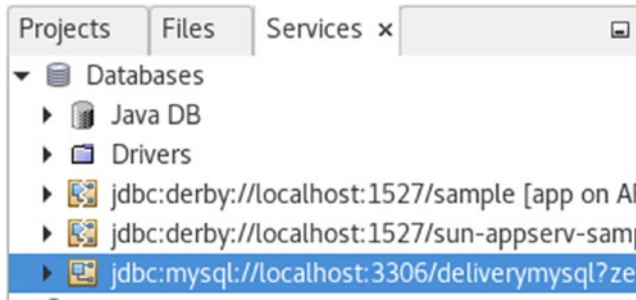 Projects Files Services ×
Databases
Java DB
Drivers
jdbc:derby://localhost:1527/sample [app on
jdbc:derby://localhost:1527/sun-appserv-samp
jdbc:mysql://localhost:3306/deliverymysql?ze